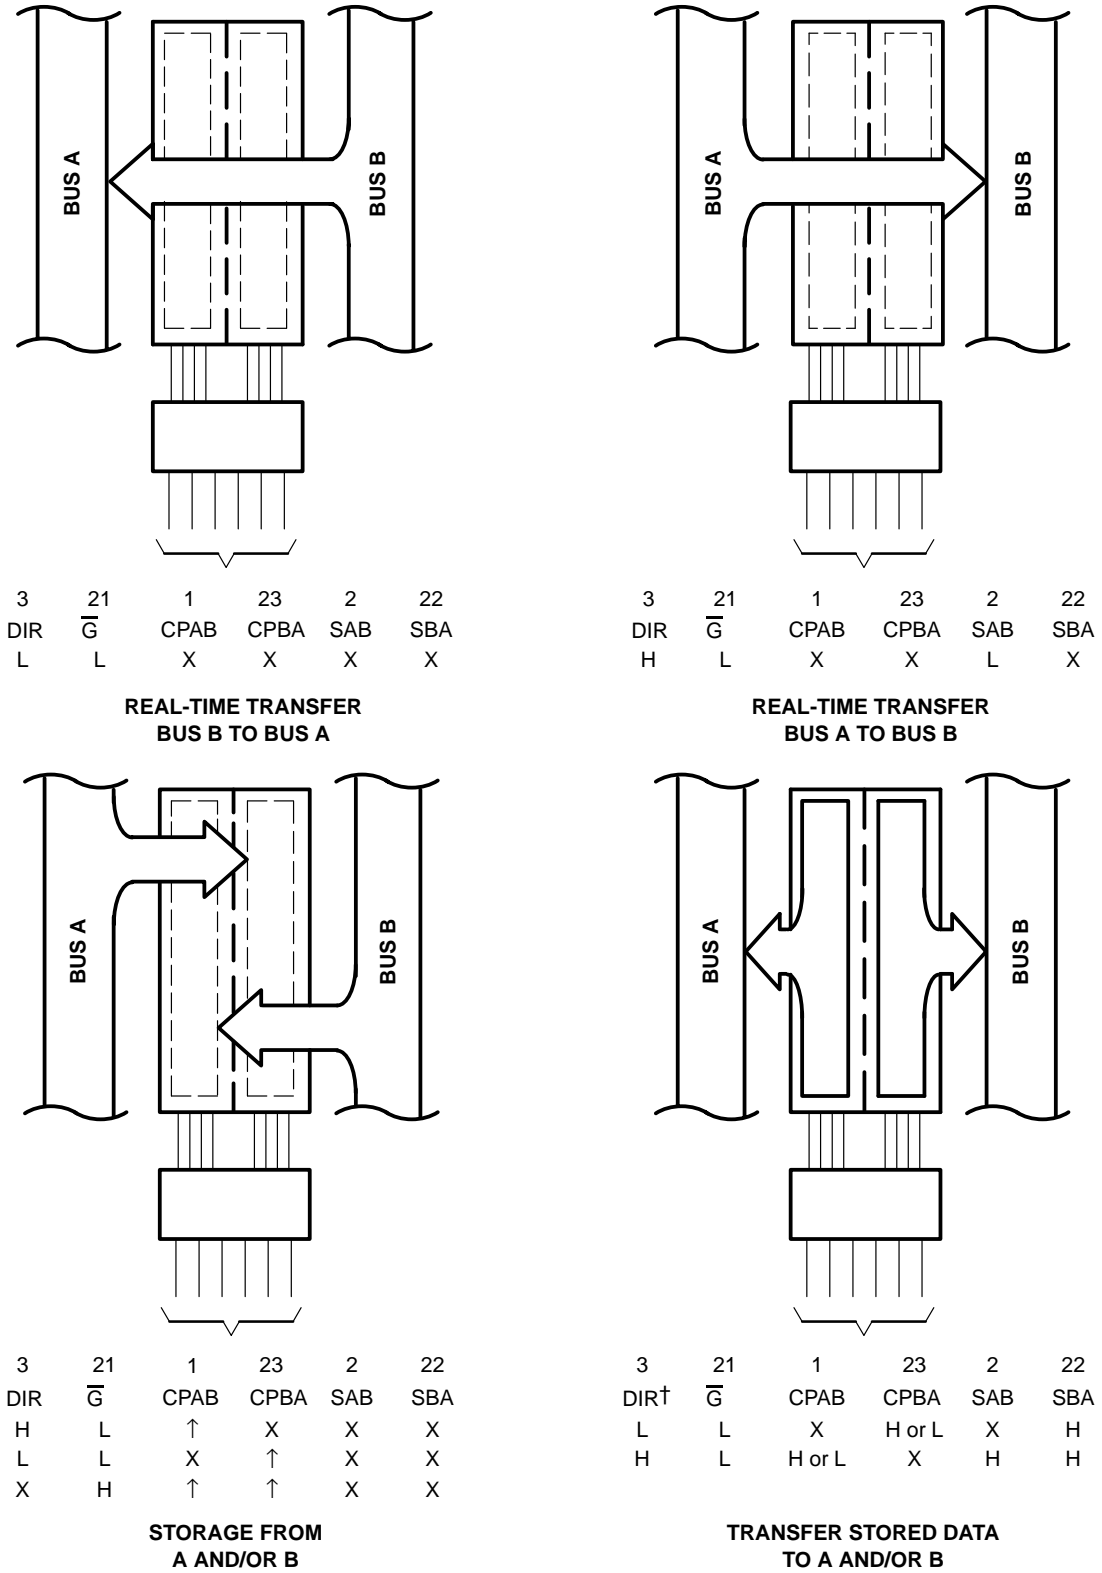 BUS A
BUS B
BUS A
BUS B
3 21 1 23 2 22
DIR G̅ CPAB CPBA SAB SBA
L L X X X X
REAL-TIME TRANSFER
BUS B TO BUS A
3 21 1 23 2 22
DIR G̅ CPAB CPBA SAB SBA
H L X X L X
REAL-TIME TRANSFER
BUS A TO BUS B
BUS A
BUS B
BUS A
BUS B
3 21 1 23 2 22
DIR G̅ CPAB CPBA SAB SBA
H L ↑ X X X
L L X ↑ X X
X H ↑ ↑ X X
STORAGE FROM
A AND/OR B
3 21 1 23 2 22
DIR† G̅ CPAB CPBA SAB SBA
L L X H or L X H
H L H or L X H H
TRANSFER STORED DATA
TO A AND/OR B